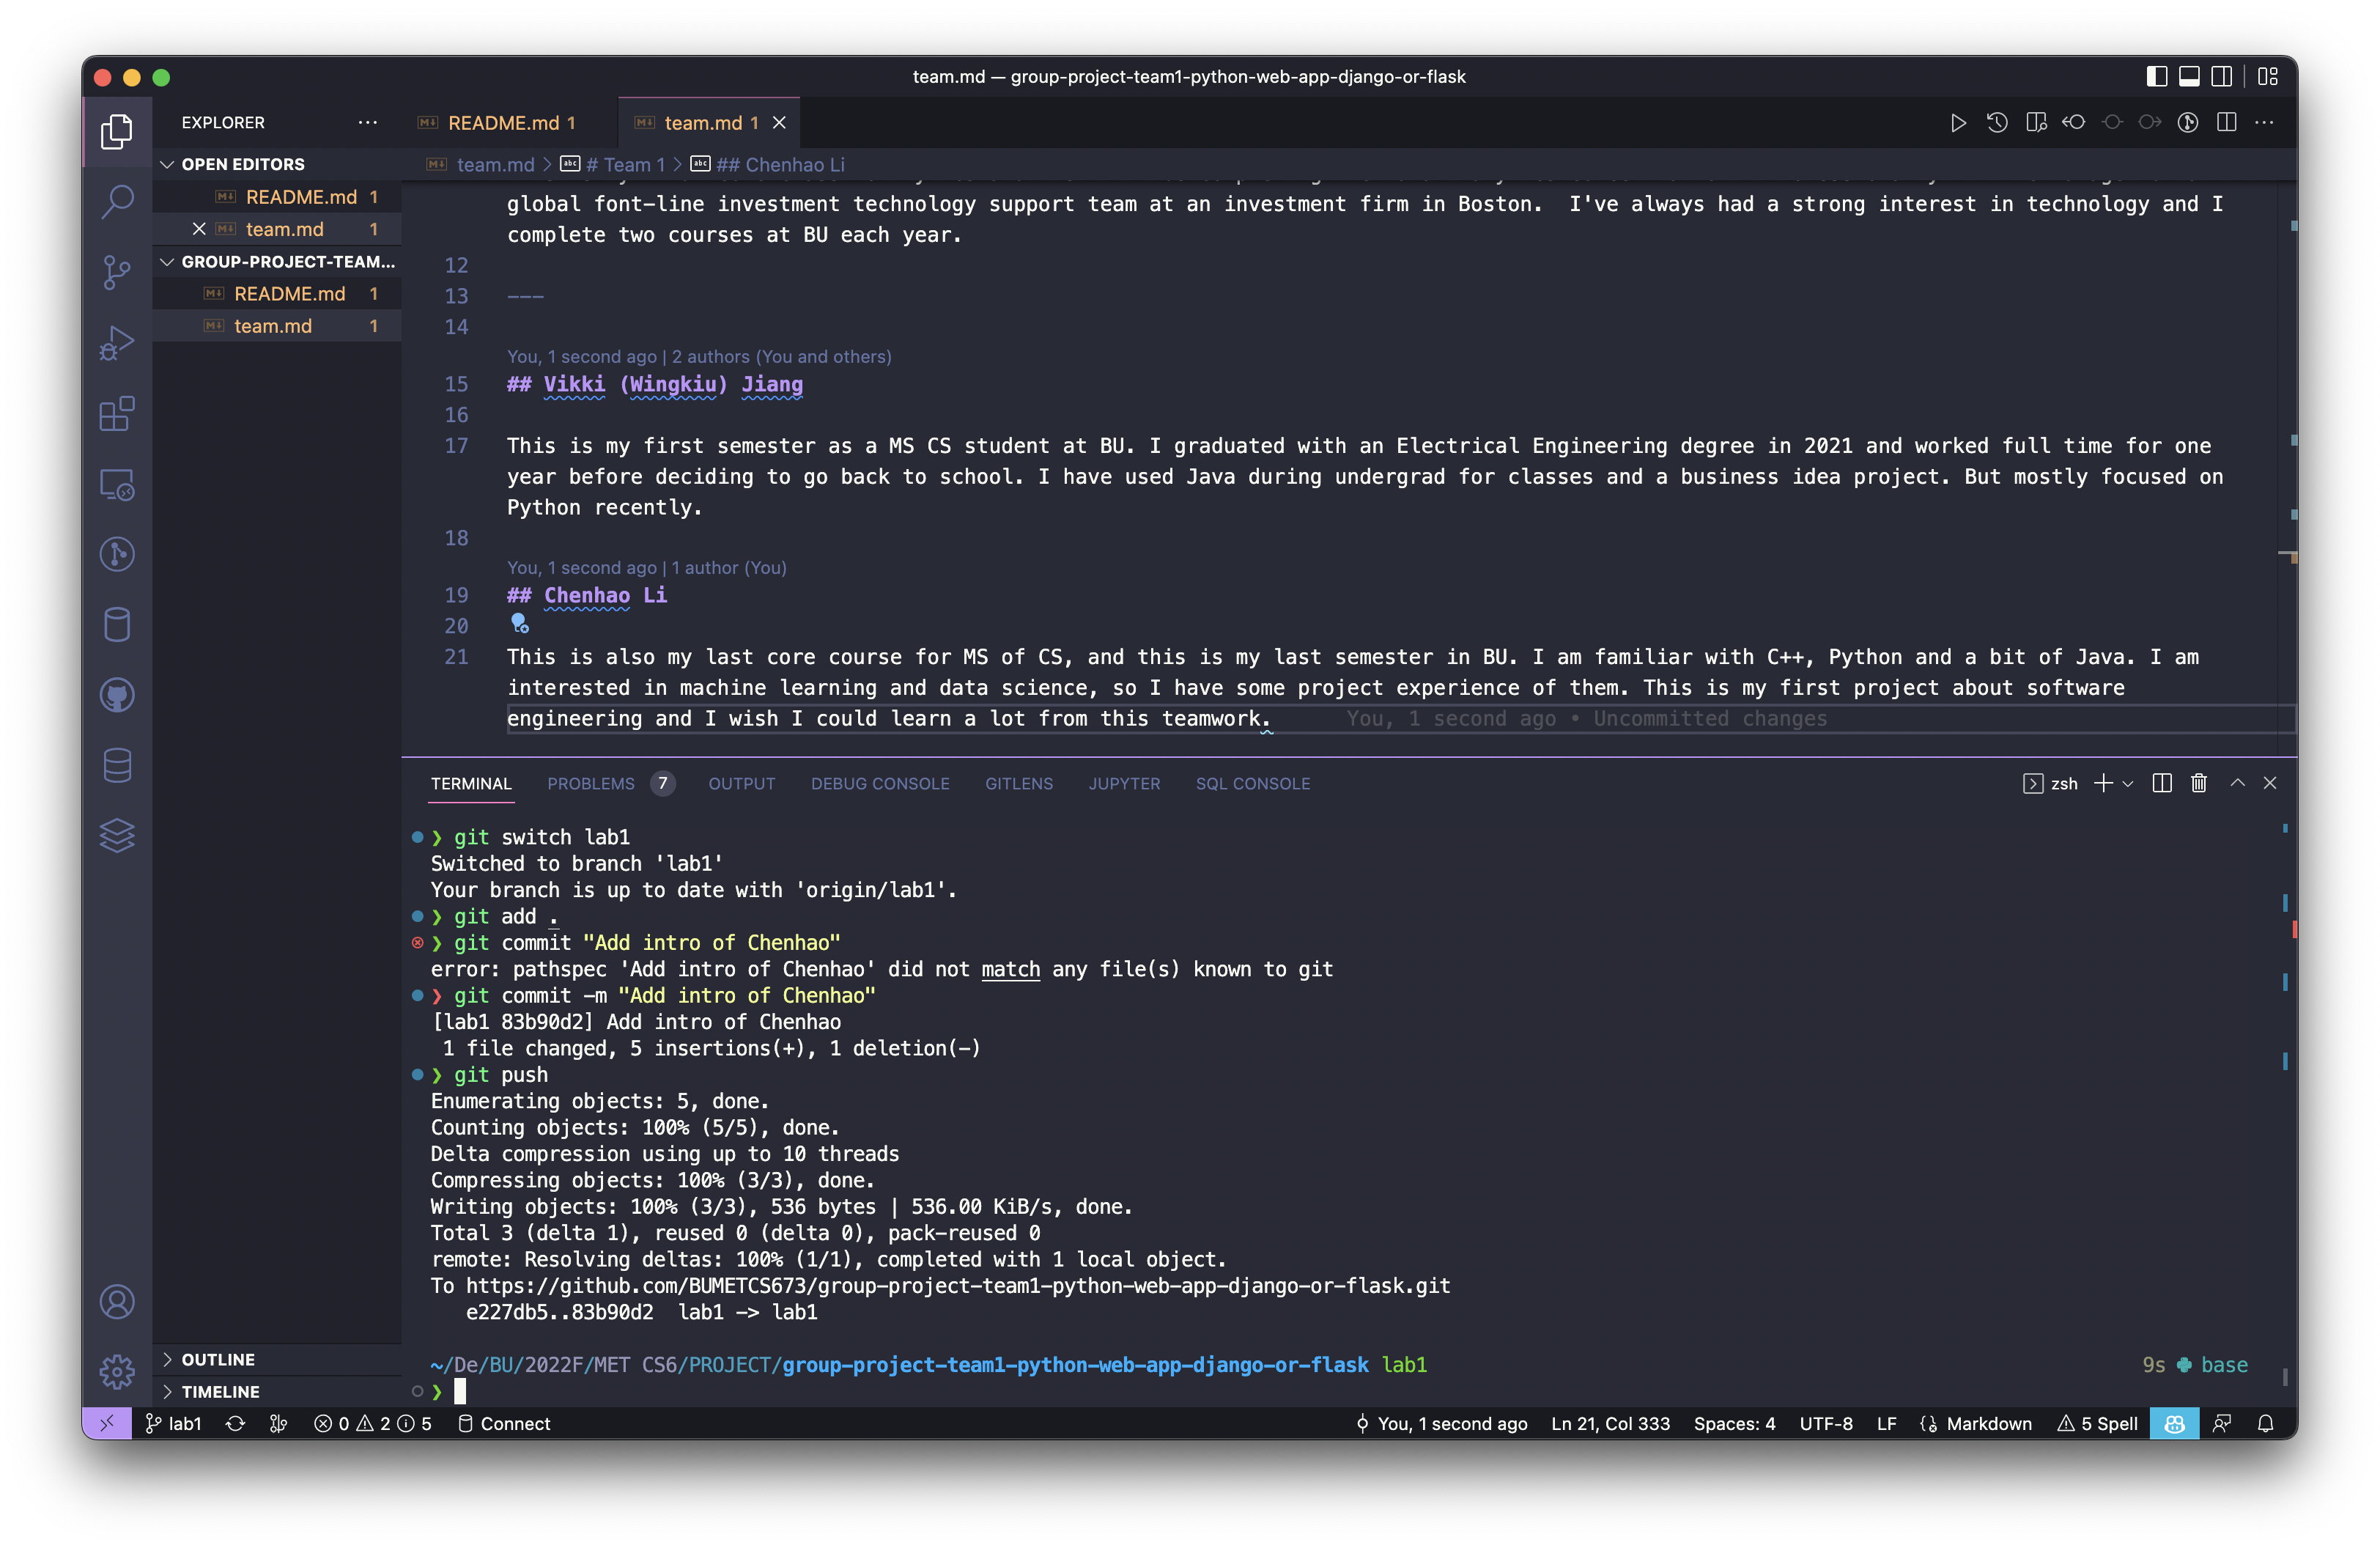 team.md — group-project-team1-python-web-app-django-or-flask
EXPLORER
README.md 1
team.md 1
OPEN EDITORS
README.md 1
team.md 1
GROUP-PROJECT-TEAM...
README.md 1
team.md 1
team.md > # Team 1 > ## Chenhao Li
global font-line investment technology support team at an investment firm in Boston.  I've always had a strong interest in technology and I
complete two courses at BU each year.
12
13 ---
14
You, 1 second ago | 2 authors (You and others)
15 ## Vikki (Wingkiu) Jiang
16
17 This is my first semester as a MS CS student at BU. I graduated with an Electrical Engineering degree in 2021 and worked full time for one
year before deciding to go back to school. I have used Java during undergrad for classes and a business idea project. But mostly focused on
Python recently.
18
You, 1 second ago | 1 author (You)
19 ## Chenhao Li
20
21 This is also my last core course for MS of CS, and this is my last semester in BU. I am familiar with C++, Python and a bit of Java. I am
interested in machine learning and data science, so I have some project experience of them. This is my first project about software
engineering and I wish I could learn a lot from this teamwork. You, 1 second ago • Uncommitted changes
TERMINAL PROBLEMS 7 OUTPUT DEBUG CONSOLE GITLENS JUPYTER SQL CONSOLE zsh
❯ git switch lab1
Switched to branch 'lab1'
Your branch is up to date with 'origin/lab1'.
❯ git add .
❯ git commit "Add intro of Chenhao"
error: pathspec 'Add intro of Chenhao' did not match any file(s) known to git
❯ git commit -m "Add intro of Chenhao"
[lab1 83b90d2] Add intro of Chenhao
1 file changed, 5 insertions(+), 1 deletion(-)
❯ git push
Enumerating objects: 5, done.
Counting objects: 100% (5/5), done.
Delta compression using up to 10 threads
Compressing objects: 100% (3/3), done.
Writing objects: 100% (3/3), 536 bytes | 536.00 KiB/s, done.
Total 3 (delta 1), reused 0 (delta 0), pack-reused 0
remote: Resolving deltas: 100% (1/1), completed with 1 local object.
To https://github.com/BUMETCS673/group-project-team1-python-web-app-django-or-flask.git
e227db5..83b90d2  lab1 -> lab1
~/De/BU/2022F/MET CS6/PROJECT/group-project-team1-python-web-app-django-or-flask lab1 9s base
❯
OUTLINE
TIMELINE
lab1 0 2 5 Connect You, 1 second ago Ln 21, Col 333 Spaces: 4 UTF-8 LF Markdown 5 Spell